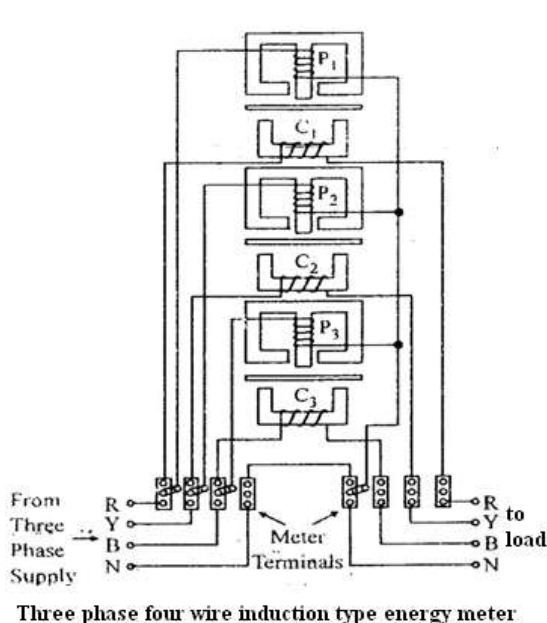 P1
C1
P2
C2
P3
C3
From
Three
Phase
Supply
R
Y
B
N
Meter
Terminals
R
Y
B
N
to
load
Three phase four wire induction type energy meter